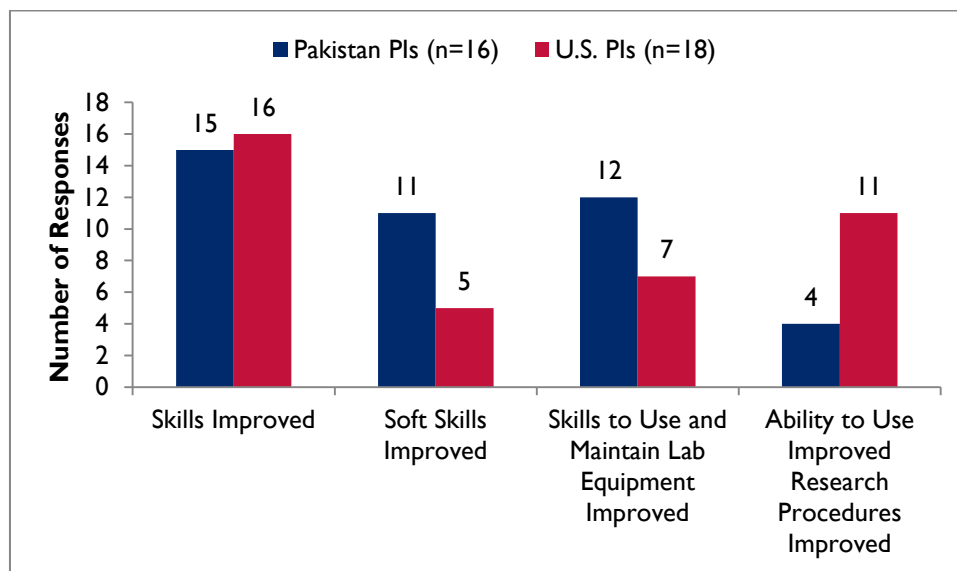 Pakistan PIs (n=16) U.S. PIs (n=18)
Number of Responses
18
16
14
12
10
8
6
4
2
0
15 16
11 5
12 7
4 11
Skills Improved
Soft Skills
Improved
Skills to Use and
Maintain Lab
Equipment
Improved
Ability to Use
Improved
Research
Procedures
Improved